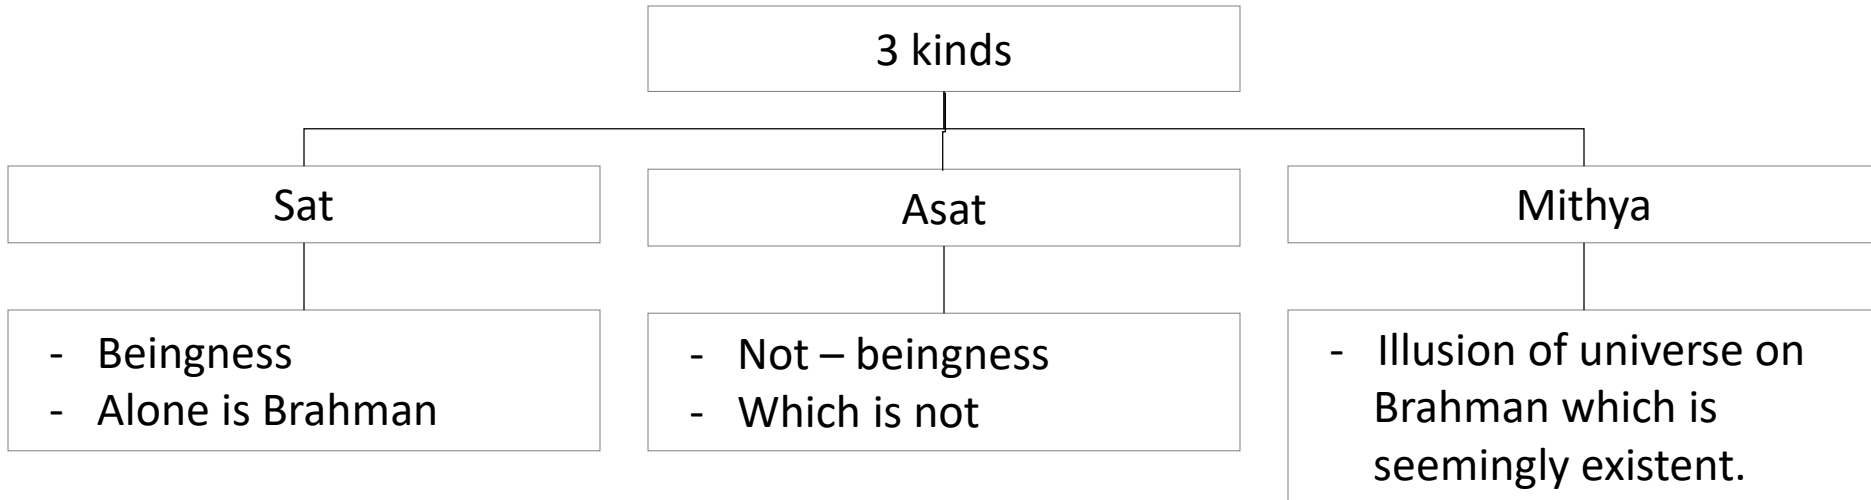 3 kinds
Sat
Asat
Mithya
- Beingness
- Alone is Brahman
- Not – beingness
- Which is not
- Illusion of universe on
Brahman which is
seemingly existent.